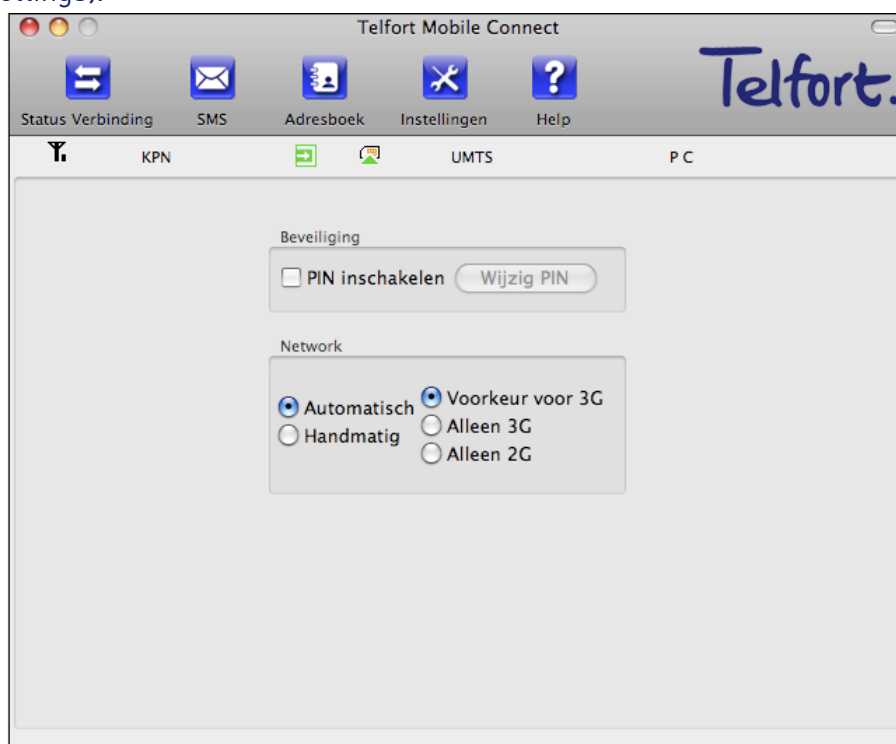 Telfort Mobile Connect
Telfort.
Status Verbinding SMS Adresboek Instellingen Help
KPN UMTS P C
Beveiliging
PIN inschakelen Wijzig PIN
Network
Automatisch
Handmatig
Voorkeur voor 3G
Alleen 3G
Alleen 2G